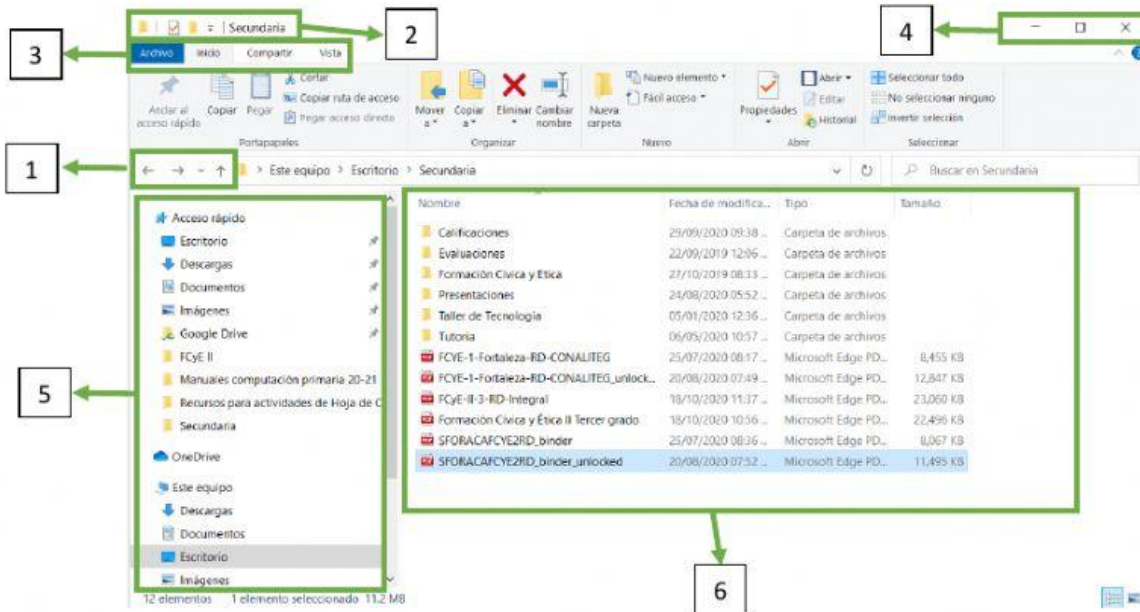 Secundaria
2
4
3
Archivo Inicio Compartir Vista
Anclar al acceso rápido
Copiar
Pegar
Cortar
Copiar ruta de acceso
Pegar acceso directo
Portapapeles
Mover a
Copiar a
Eliminar
Cambiar nombre
Organizar
Nueva carpeta
Nuevo elemento
Fácil acceso
Nuevo
Propiedades
Abrir
Editar
Historial
Abrir
Seleccionar todo
No seleccionar ninguno
Invertir selección
Seleccionar
1
> Este equipo > Escritorio > Secundaria
Buscar en Secundaria
5
Acceso rápido
Escritorio
Descargas
Documentos
Imágenes
Google Drive
FCyE II
Manuales computación primaria 20-21
Recursos para actividades de Hoja de C
Secundaria
OneDrive
Este equipo
Descargas
Documentos
Escritorio
Imágenes
Nombre Fecha de modifica... Tipo Tamaño
Calificaciones 29/09/2020 09:38 ... Carpeta de archivos
Evaluaciones 22/09/2019 12:06 ... Carpeta de archivos
Formación Cívica y Ética 27/10/2019 08:33 ... Carpeta de archivos
Presentaciones 24/08/2020 05:52 ... Carpeta de archivos
Taller de Tecnología 05/01/2020 12:36 ... Carpeta de archivos
Tutoria 06/05/2020 10:57 ... Carpeta de archivos
FCYE-1-Fortaleza-RD-CONALITEG 25/07/2020 08:17 ... Microsoft Edge PD... 8,455 KB
FCYE-1-Fortaleza-RD-CONALITEG_unlock... 20/08/2020 07:49 ... Microsoft Edge PD... 12,847 KB
FCyE-II-3-RD-Integral 18/10/2020 11:37 ... Microsoft Edge PD... 23,060 KB
Formación Cívica y Ética II Tercer grado 18/10/2020 10:56 ... Microsoft Edge PD... 22,496 KB
SFORACAFCYE2RD_binder 25/07/2020 08:36 ... Microsoft Edge PD... 8,067 KB
SFORACAFCYE2RD_binder_unlocked 20/08/2020 07:52 ... Microsoft Edge PD... 11,495 KB
6
12 elementos 1 elemento seleccionado 11.2 MB